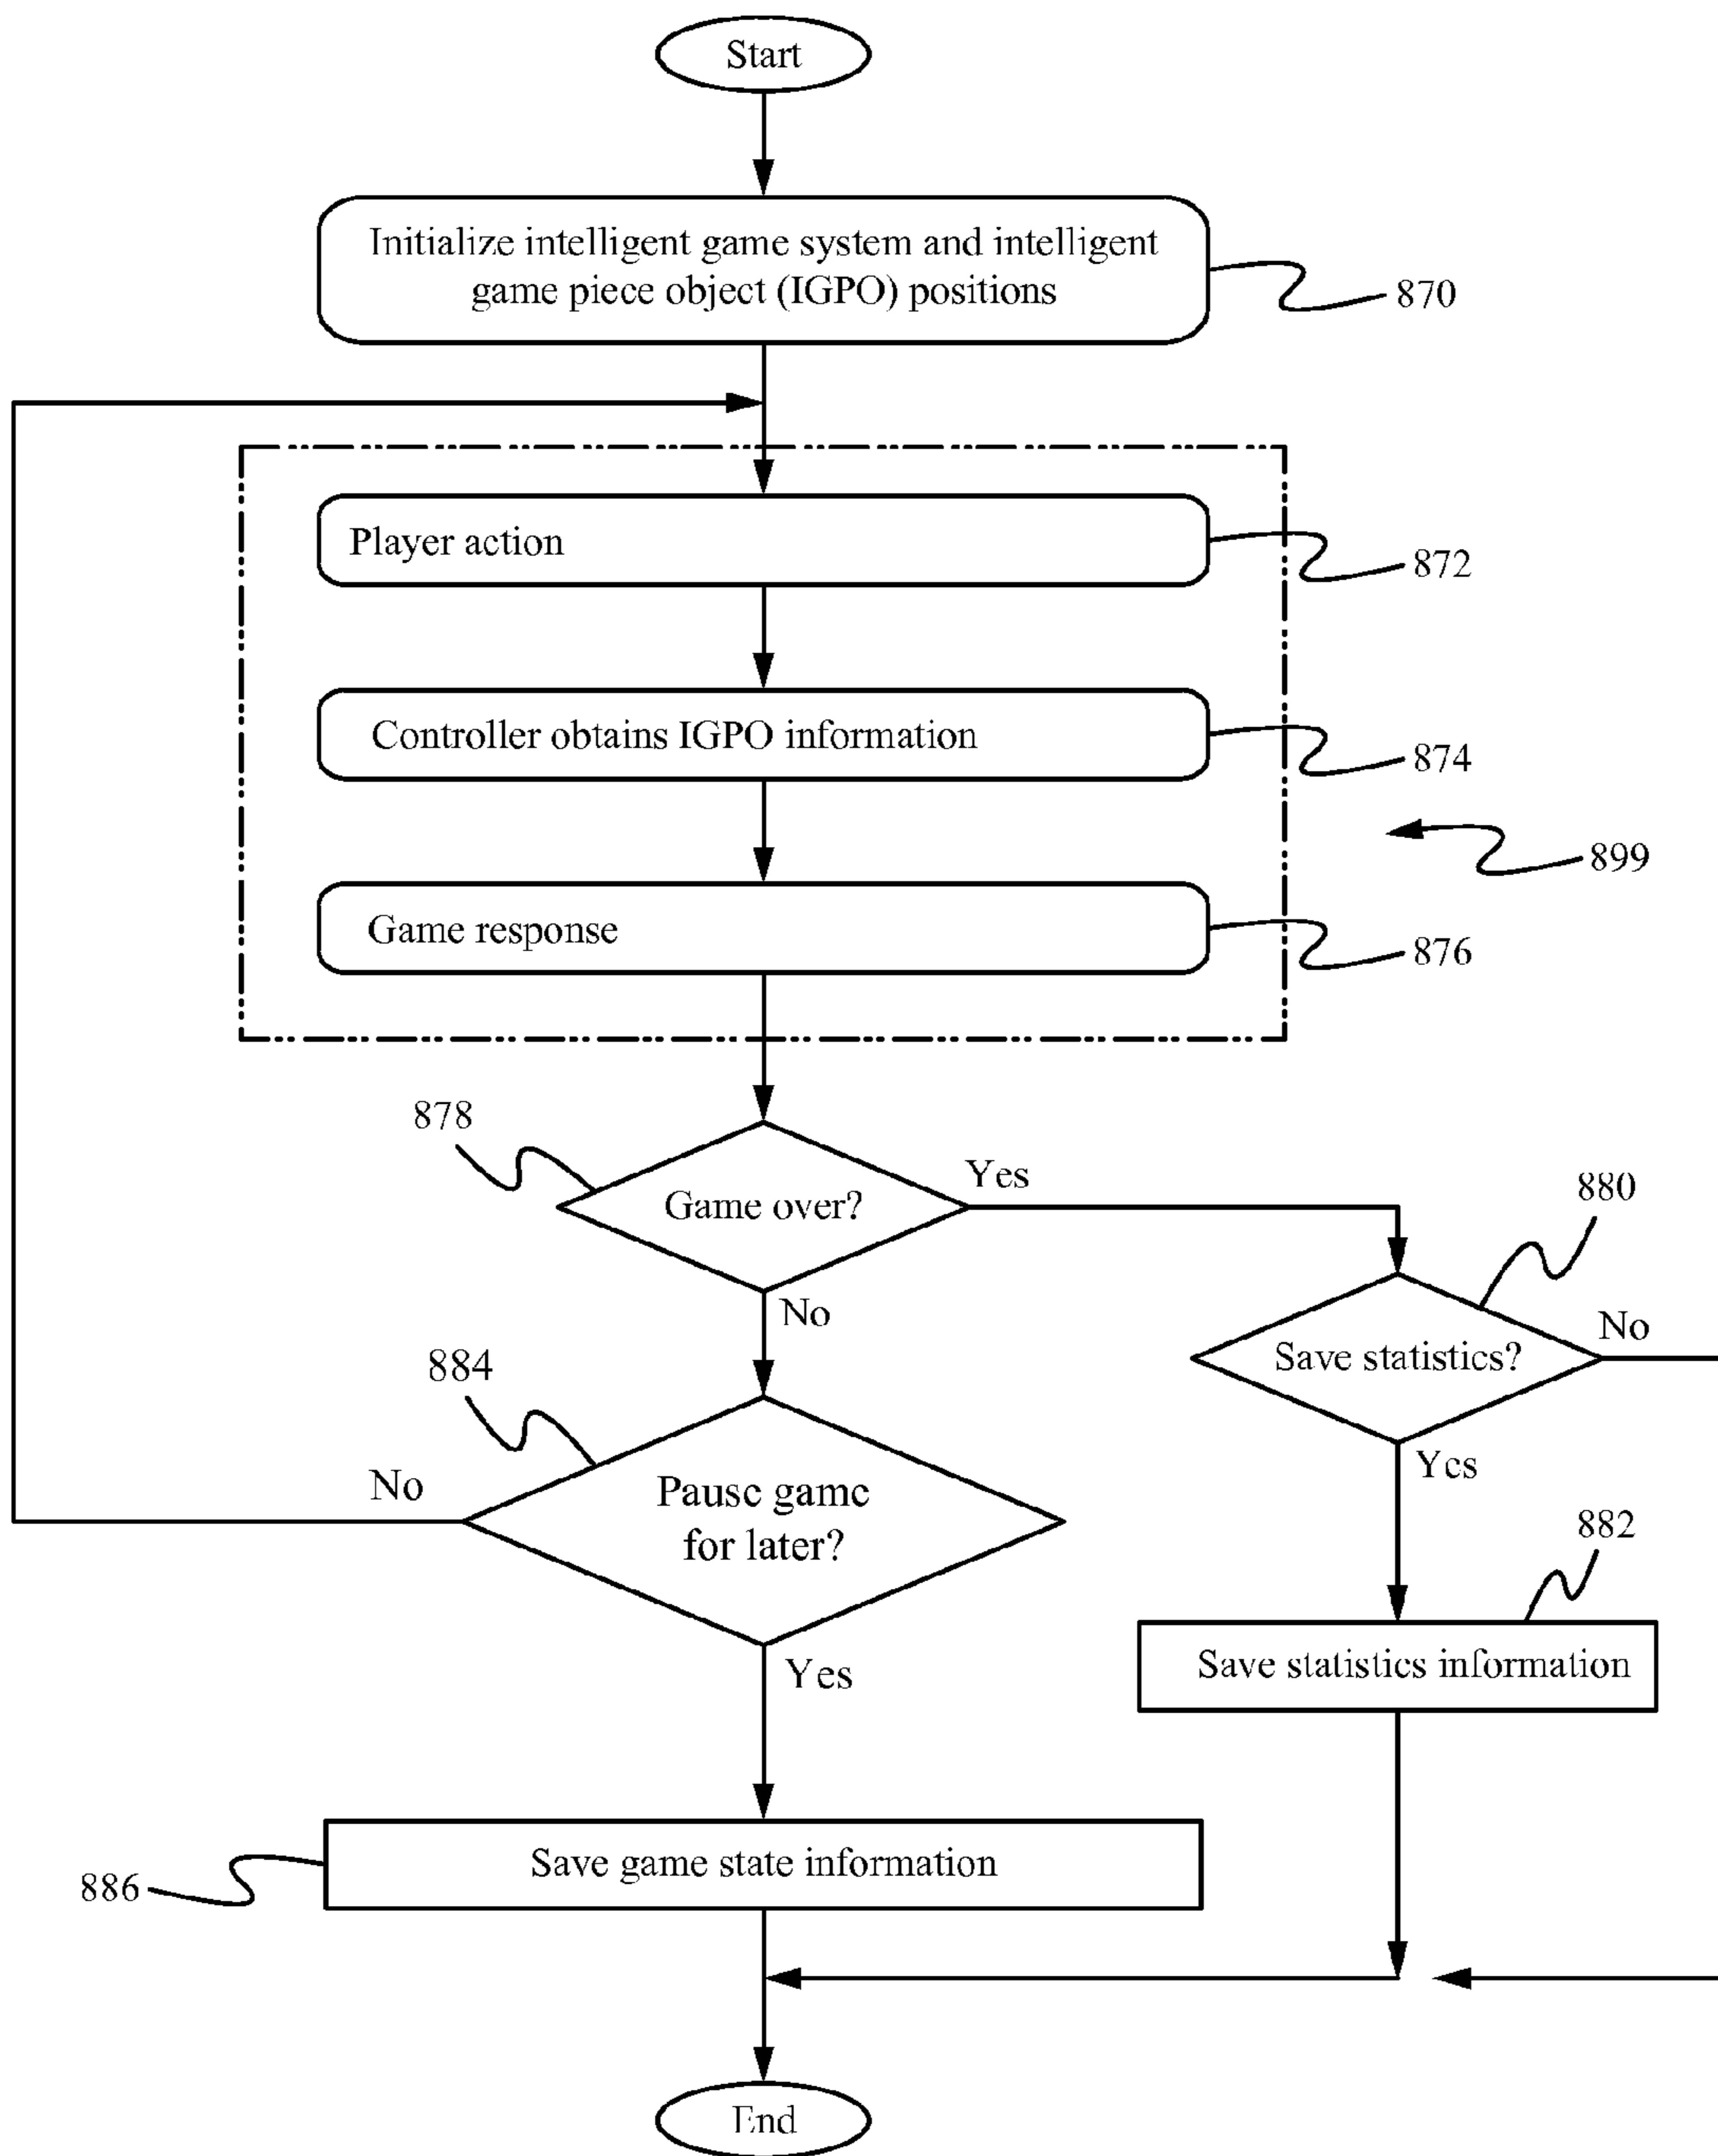 Start
Initialize intelligent game system and intelligent
game piece object (IGPO) positions
870
Player action
872
Controller obtains IGPO information
874
899
Game response
876
878
Game over?
Yes
880
No
Save statistics?
No
884
Yes
No
Pause game
for later?
882
Yes
Save statistics information
Save game state information
886
End